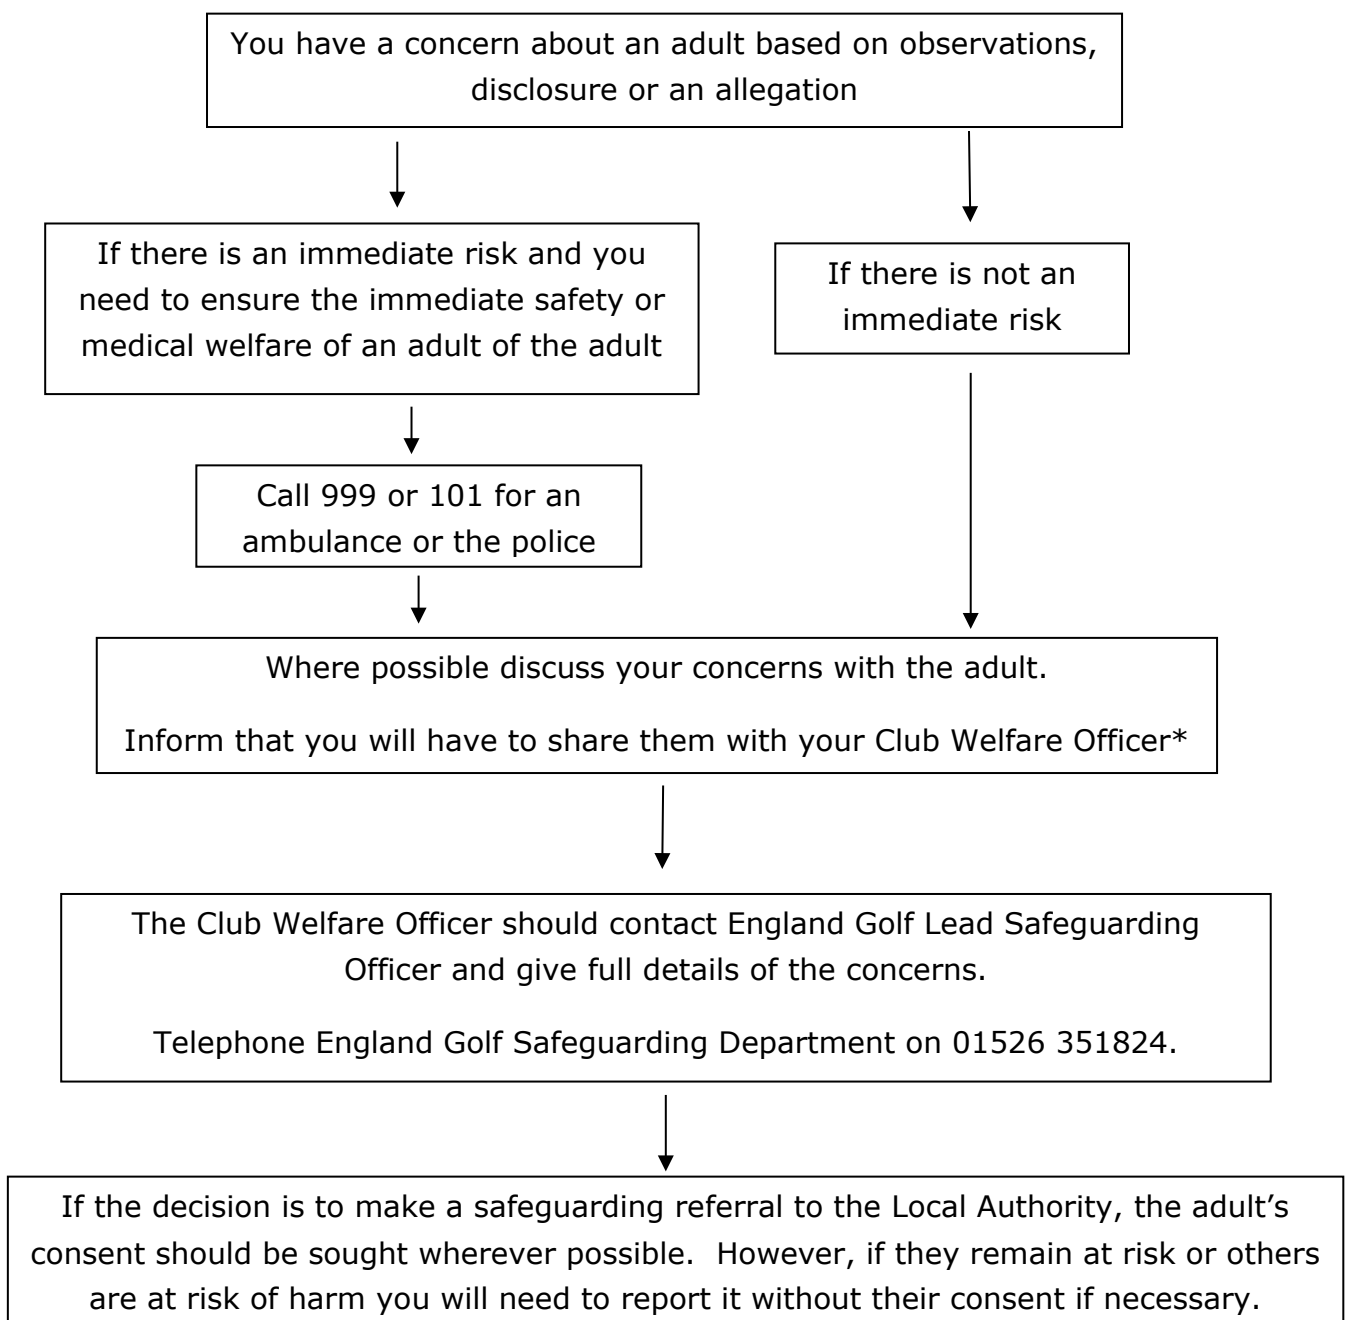 You have a concern about an adult based on observations,
disclosure or an allegation
If there is an immediate risk and you
need to ensure the immediate safety or
medical welfare of an adult of the adult
If there is not an
immediate risk
Call 999 or 101 for an
ambulance or the police
Where possible discuss your concerns with the adult.
Inform that you will have to share them with your Club Welfare Officer*
The Club Welfare Officer should contact England Golf Lead Safeguarding
Officer and give full details of the concerns.
Telephone England Golf Safeguarding Department on 01526 351824.
If the decision is to make a safeguarding referral to the Local Authority, the adult’s
consent should be sought wherever possible.  However, if they remain at risk or others
are at risk of harm you will need to report it without their consent if necessary.